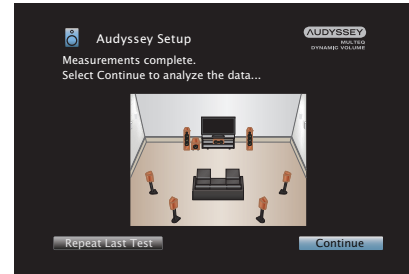 Audyssey Setup
AUDYSSEY
MULTEQ
DYNAMIC VOLUME
Measurements complete.
Select Continue to analyze the data...
Repeat Last Test
Continue